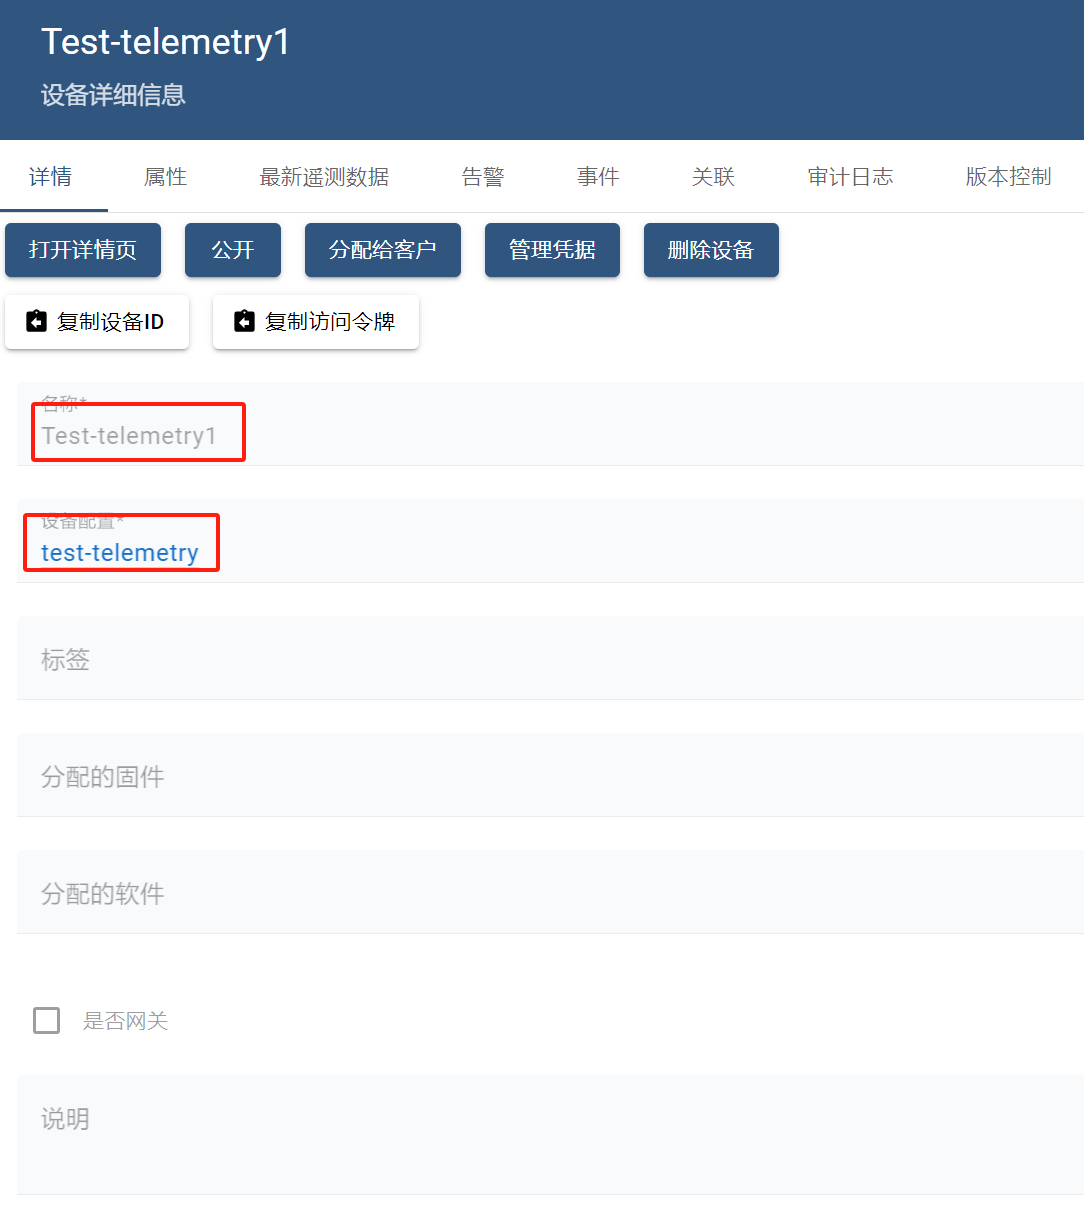 Test-telemetry1
设备详细信息
详情 属性 最新遥测数据 告警 事件 关联 审计日志 版本控制
打开详情页 公开 分配给客户 管理凭据 删除设备
复制设备ID 复制访问令牌
名称*
Test-telemetry1
设备配置*
test-telemetry
标签
分配的固件
分配的软件
是否网关
说明